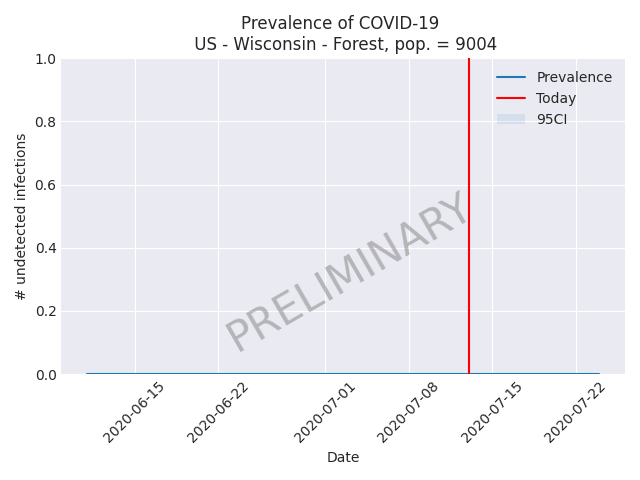 Prevalence of COVID-19
US - Wisconsin - Forest, pop. = 9004
1.0
0.8
0.6
0.4
0.2
0.0
# undetected infections
Prevalence
Today
95CI
PRELIMINARY
2020-06-15
2020-06-22
2020-07-01
2020-07-08
2020-07-15
2020-07-22
Date